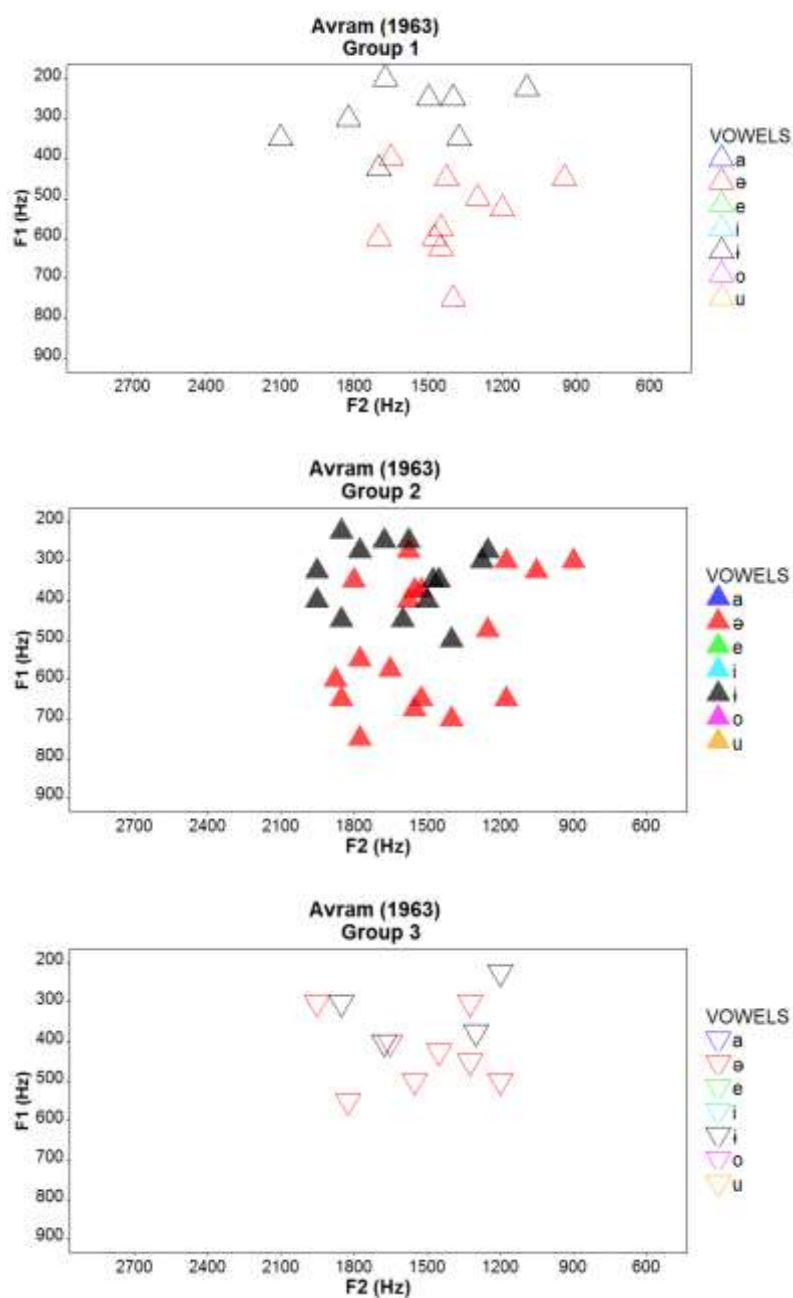 Avram (1963)
Group 1
200
300
400
500
600
700
800
900
F1 (Hz)
2700 2400 2100 1800 1500 1200 900 600
F2 (Hz)
VOWELS
a
ə
e
i
ɨ
o
u
Avram (1963)
Group 2
200
300
400
500
600
700
800
900
F1 (Hz)
2700 2400 2100 1800 1500 1200 900 600
F2 (Hz)
VOWELS
a
ə
e
i
ɨ
o
u
Avram (1963)
Group 3
200
300
400
500
600
700
800
900
F1 (Hz)
2700 2400 2100 1800 1500 1200 900 600
F2 (Hz)
VOWELS
a
ə
e
i
ɨ
o
u